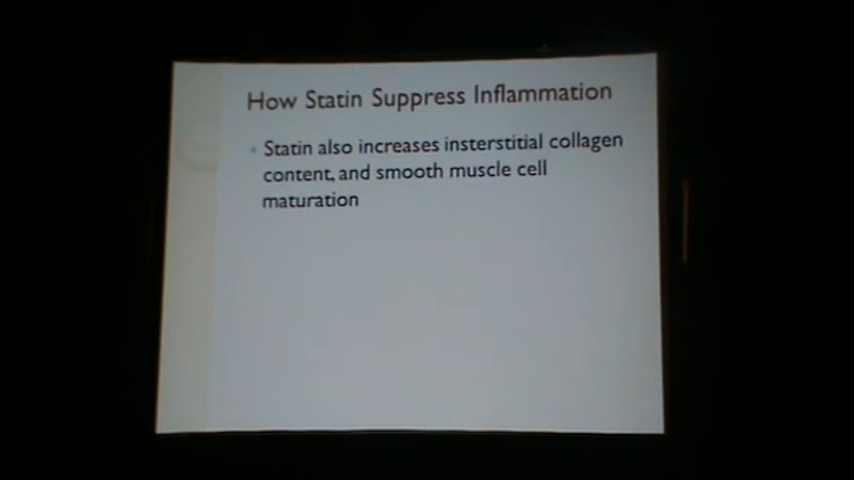 How Statin Suppress Inflammation
Statin also increases insterstitial collagen
content, and smooth muscle cell
maturation